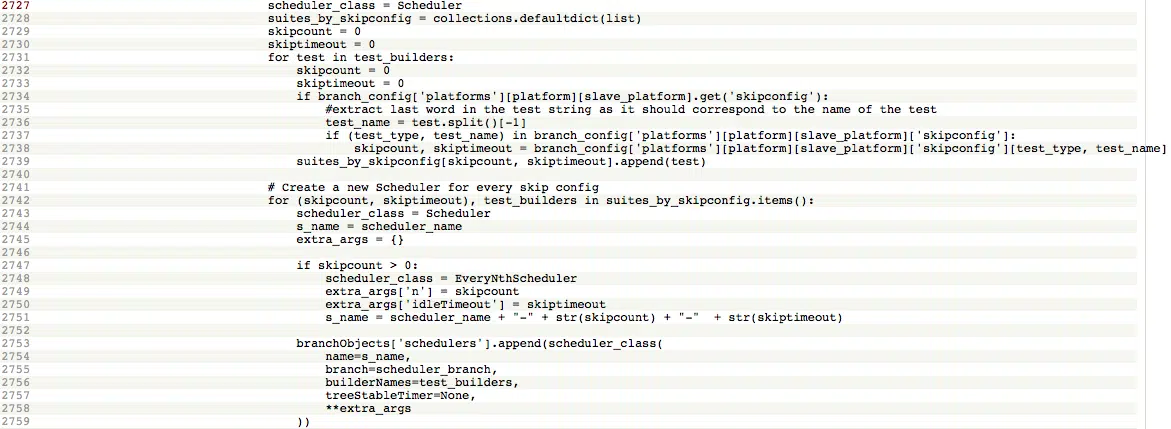 2727 scheduler_class = Scheduler
2728 suites_by_skipconfig = collections.defaultdict(list)
2729 skipcount = 0
2730 skiptimeout = 0
2731 for test in test_builders:
2732 skipcount = 0
2733 skiptimeout = 0
2734 if branch_config['platforms'][platform][slave_platform].get('skipconfig'):
2735 #extract last word in the test string as it should correspond to the name of the test
2736 test_name = test.split()[-1]
2737 if (test_type, test_name) in branch_config['platforms'][platform][slave_platform]['skipconfig']:
2738 skipcount, skiptimeout = branch_config['platforms'][platform][slave_platform]['skipconfig'][test_type, test_name]
2739 suites_by_skipconfig[skipcount, skiptimeout].append(test)
2740
2741 # Create a new Scheduler for every skip config
2742 for (skipcount, skiptimeout), test_builders in suites_by_skipconfig.items():
2743 scheduler_class = Scheduler
2744 s_name = scheduler_name
2745 extra_args = {}
2746
2747 if skipcount > 0:
2748 scheduler_class = EveryNthScheduler
2749 extra_args['n'] = skipcount
2750 extra_args['idleTimeout'] = skiptimeout
2751 s_name = scheduler_name + "-" + str(skipcount) + "-"  + str(skiptimeout)
2752
2753 branchObjects['schedulers'].append(scheduler_class(
2754 name=s_name,
2755 branch=scheduler_branch,
2756 builderNames=test_builders,
2757 treeStableTimer=None,
2758 **extra_args
2759 ))